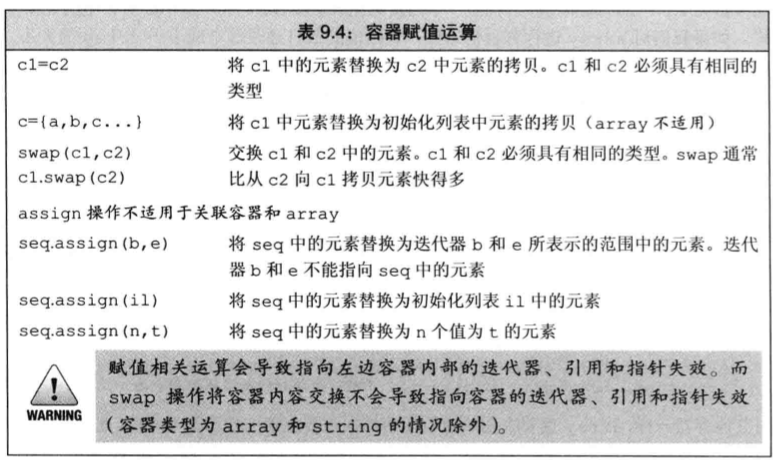 表 9.4：容器赋值运算
c1=c2 将 c1 中的元素替换为 c2 中元素的拷贝。c1 和 c2 必须具有相同的
类型
c={a,b,c...} 将 c1 中元素替换为初始化列表中元素的拷贝（array 不适用）
swap(c1,c2) 交换 c1 和 c2 中的元素。c1 和 c2 必须具有相同的类型。swap 通常
c1.swap(c2) 比从 c2 向 c1 拷贝元素快得多
assign 操作不适用于关联容器和 array
seq.assign(b,e) 将 seq 中的元素替换为迭代器 b 和 e 所表示的范围中的元素。迭代
器 b 和 e 不能指向 seq 中的元素
seq.assign(il) 将 seq 中的元素替换为初始化列表 il 中的元素
seq.assign(n,t) 将 seq 中的元素替换为 n 个值为 t 的元素
赋值相关运算会导致指向左边容器内部的迭代器、引用和指针失效。而
swap 操作将容器内容交换不会导致指向容器的迭代器、引用和指针失效
（容器类型为 array 和 string 的情况除外）。
WARNING